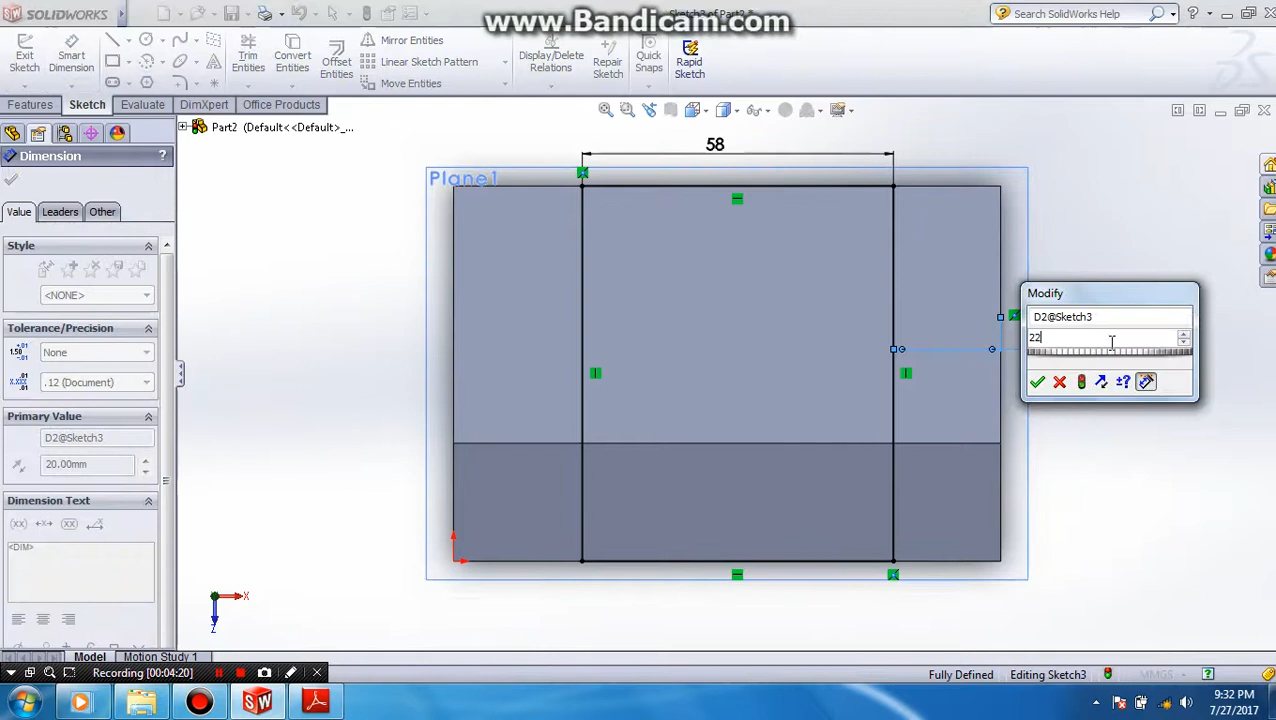 SOLIDWORKS
Sketch3 of Part2 *
www.Bandicam.com
Search SolidWorks Help
Exit Sketch
Smart Dimension
Trim Entities
Convert Entities
Offset Entities
Mirror Entities
Linear Sketch Pattern
Move Entities
Display/Delete Relations
Repair Sketch
Quick Snaps
Rapid Sketch
Features
Sketch
Evaluate
DimXpert
Office Products
Part2 (Default<<Default>_...
Dimension
?
Value
Leaders
Other
Style
<NONE>
Tolerance/Precision
None
.12 (Document)
Primary Value
D2@Sketch3
20.00mm
Dimension Text
<DIM>
58
Plane1
Modify
D2@Sketch3
22
X
Z
Model
Motion Study 1
Recording [00:04:20]
Fully Defined
Editing Sketch3
MMGS
9:32 PM
7/27/2017